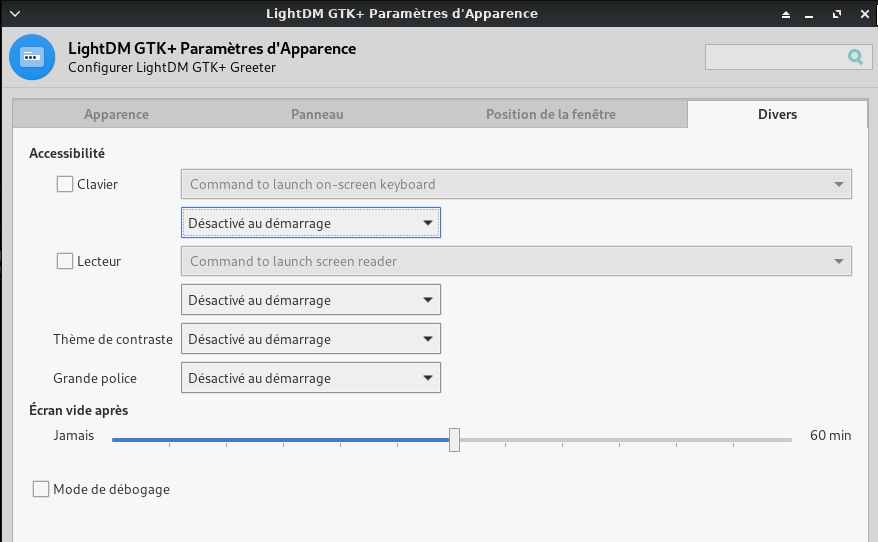 LightDM GTK+ Paramètres d'Apparence
LightDM GTK+ Paramètres d'Apparence
Configurer LightDM GTK+ Greeter
Apparence Panneau Position de la fenêtre Divers
Accessibilité
Clavier Command to launch on-screen keyboard
Désactivé au démarrage
Lecteur Command to launch screen reader
Désactivé au démarrage
Thème de contraste Désactivé au démarrage
Grande police Désactivé au démarrage
Écran vide après
Jamais 60 min
Mode de débogage